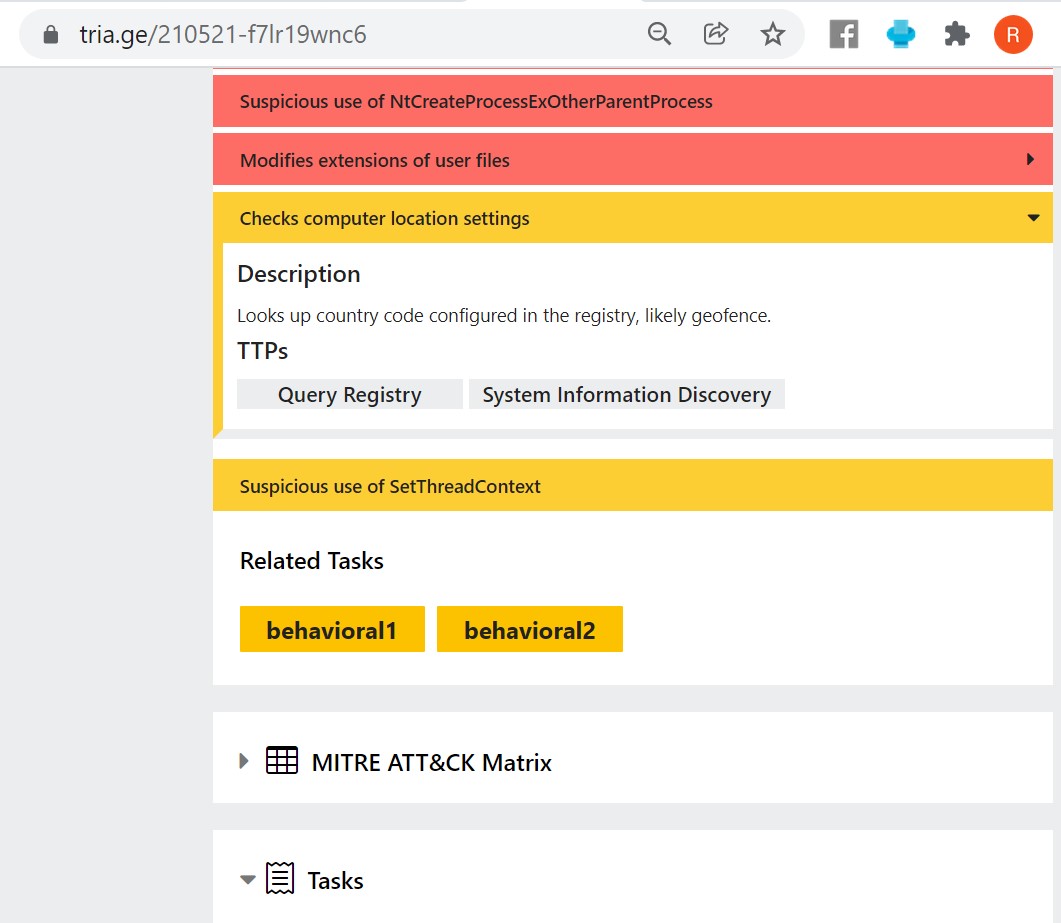 tria.ge/210521-f7lr19wnc6
R
Suspicious use of NtCreateProcessExOtherParentProcess
Modifies extensions of user files
Checks computer location settings
Description
Looks up country code configured in the registry, likely geofence.
TTPs
Query Registry System Information Discovery
Suspicious use of SetThreadContext
Related Tasks
behavioral1 behavioral2
MITRE ATT&CK Matrix
Tasks